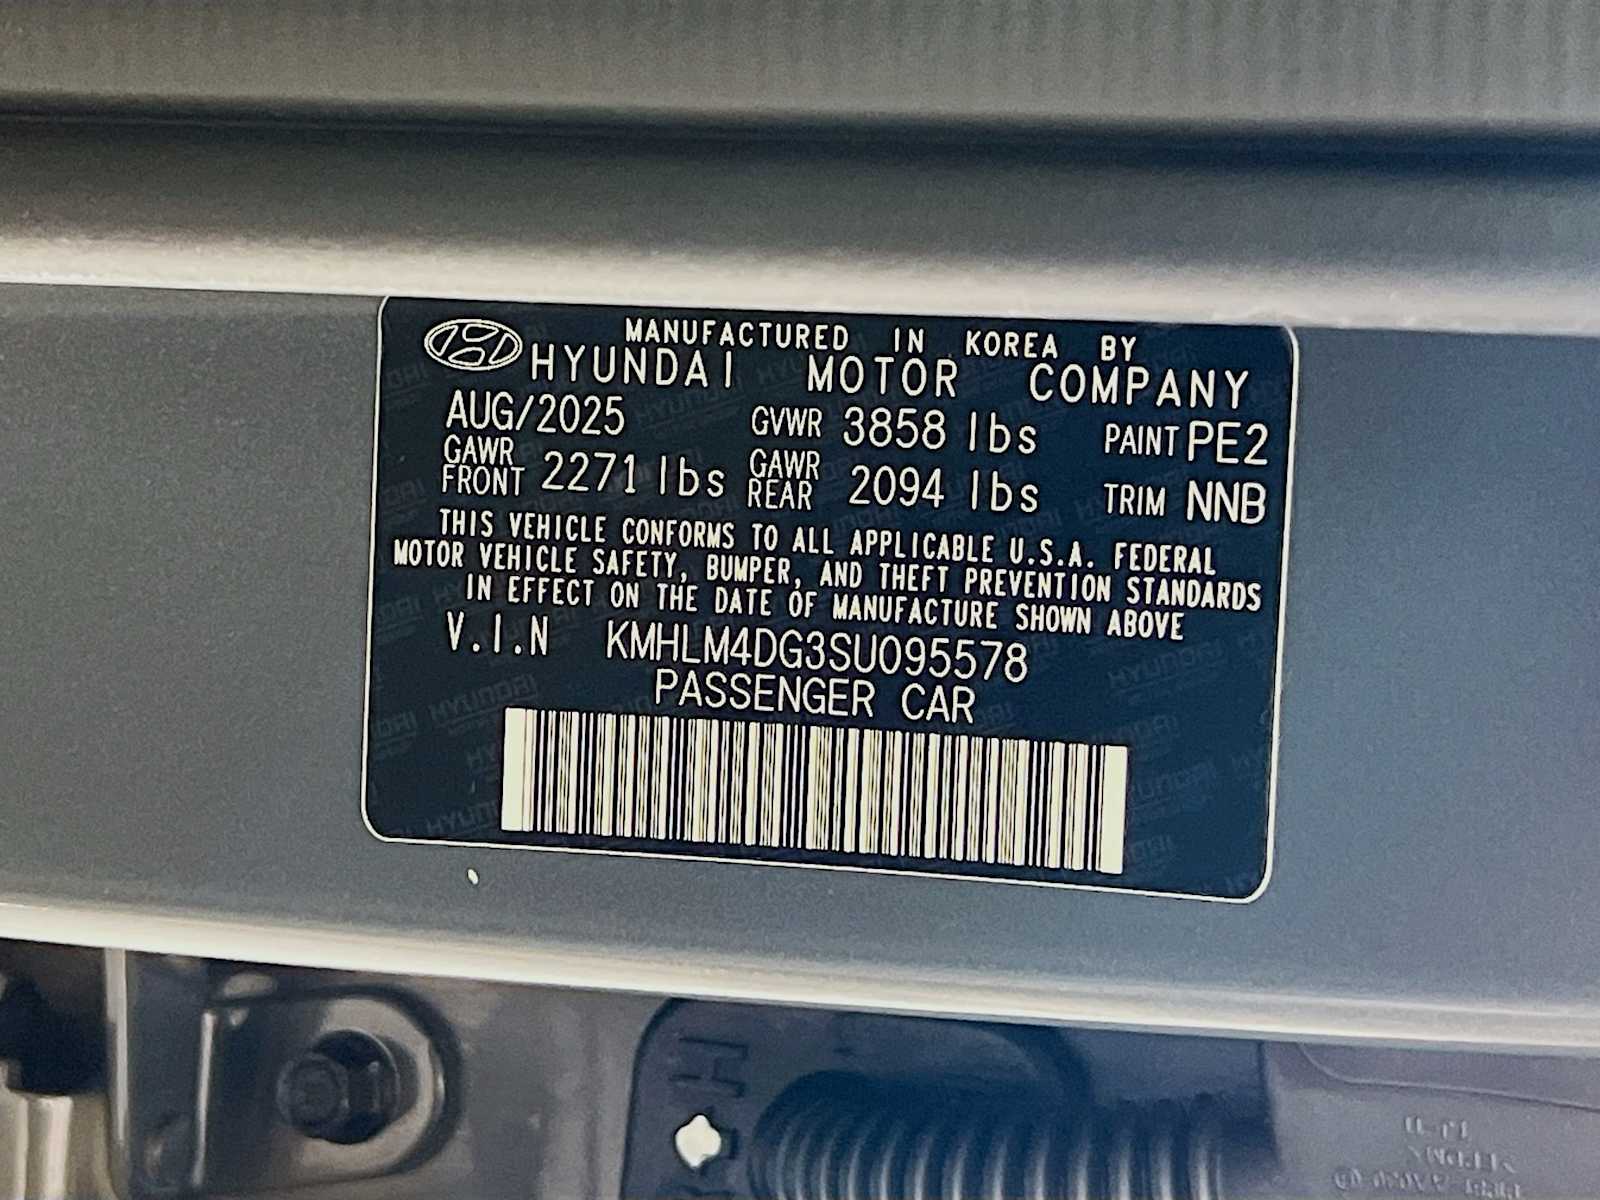 MANUFACTURED IN KOREA BY
HYUNDAI MOTOR COMPANY
AUG/2025 GVWR 3858 lbs PAINT PE2
GAWR FRONT 2271 lbs GAWR REAR 2094 lbs TRIM NNB
THIS VEHICLE CONFORMS TO ALL APPLICABLE U.S.A. FEDERAL
MOTOR VEHICLE SAFETY, BUMPER, AND THEFT PREVENTION STANDARDS
IN EFFECT ON THE DATE OF MANUFACTURE SHOWN ABOVE
V.I.N KMHLM4DG3SU095578
PASSENGER CAR